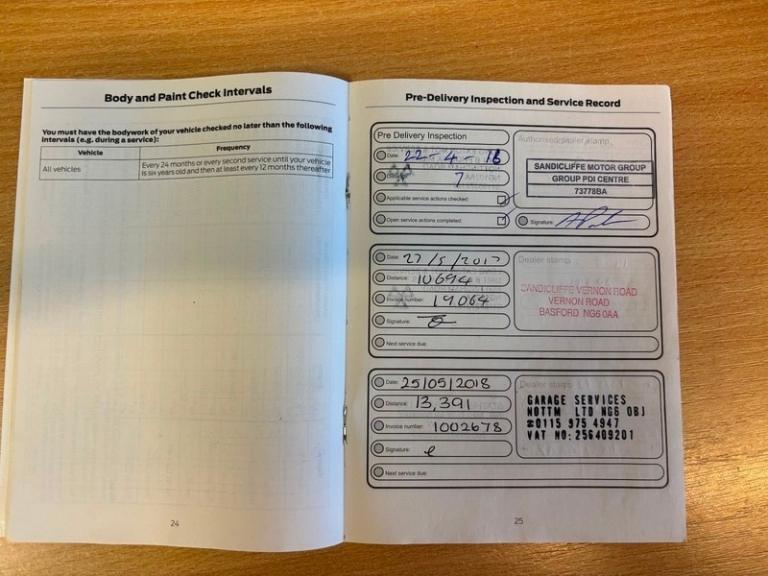 Body and Paint Check Intervals
You must have the bodywork of your vehicle checked no later than the following
intervals (e.g. during a service):
Vehicle Frequency
All vehicles Every 24 months or every second service until your vehicle
is six years old and then at least every 12 months thereafter
24
Pre-Delivery Inspection and Service Record
Pre Delivery Inspection
Authorised dealer stamp
Date: 22-4-16
7
SANDICLIFFE MOTOR GROUP
GROUP PDI CENTRE
73778BA
Applicable service actions checked:
Open service actions completed:
Signature:
Date: 27/5/2017
Dealer stamp
Distance: 10694
Invoice number: 19064
SANDICLIFFE VERNON ROAD
VERNON ROAD
BASFORD NG6 0AA
Signature:
Next service due:
Date: 25/05/2018
Dealer stamp
Distance: 13,391
Invoice number: 1002678
GARAGE SERVICES
NOTTM LTD NG6 0BJ
☎0115 975 4947
VAT NO: 256409201
Signature:
Next service due:
25